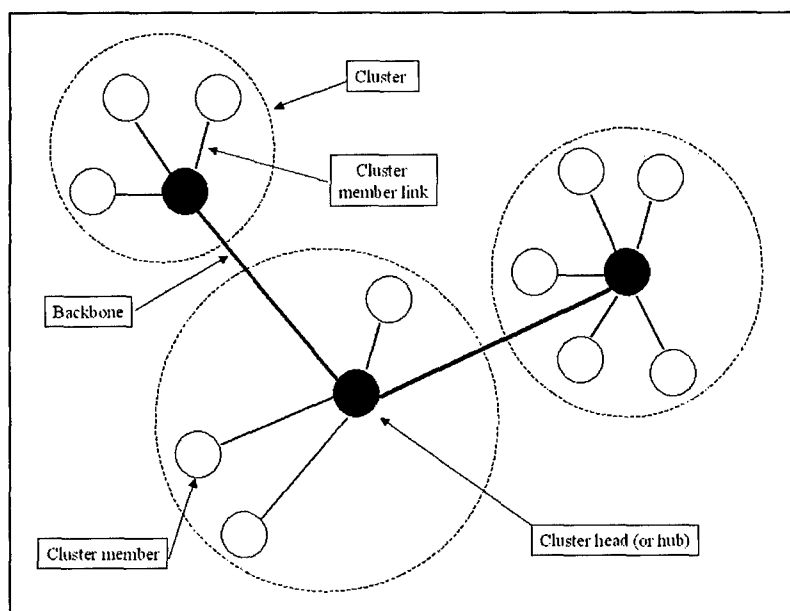 Cluster
Cluster
member link
Backbone
Cluster member
Cluster head (or hub)